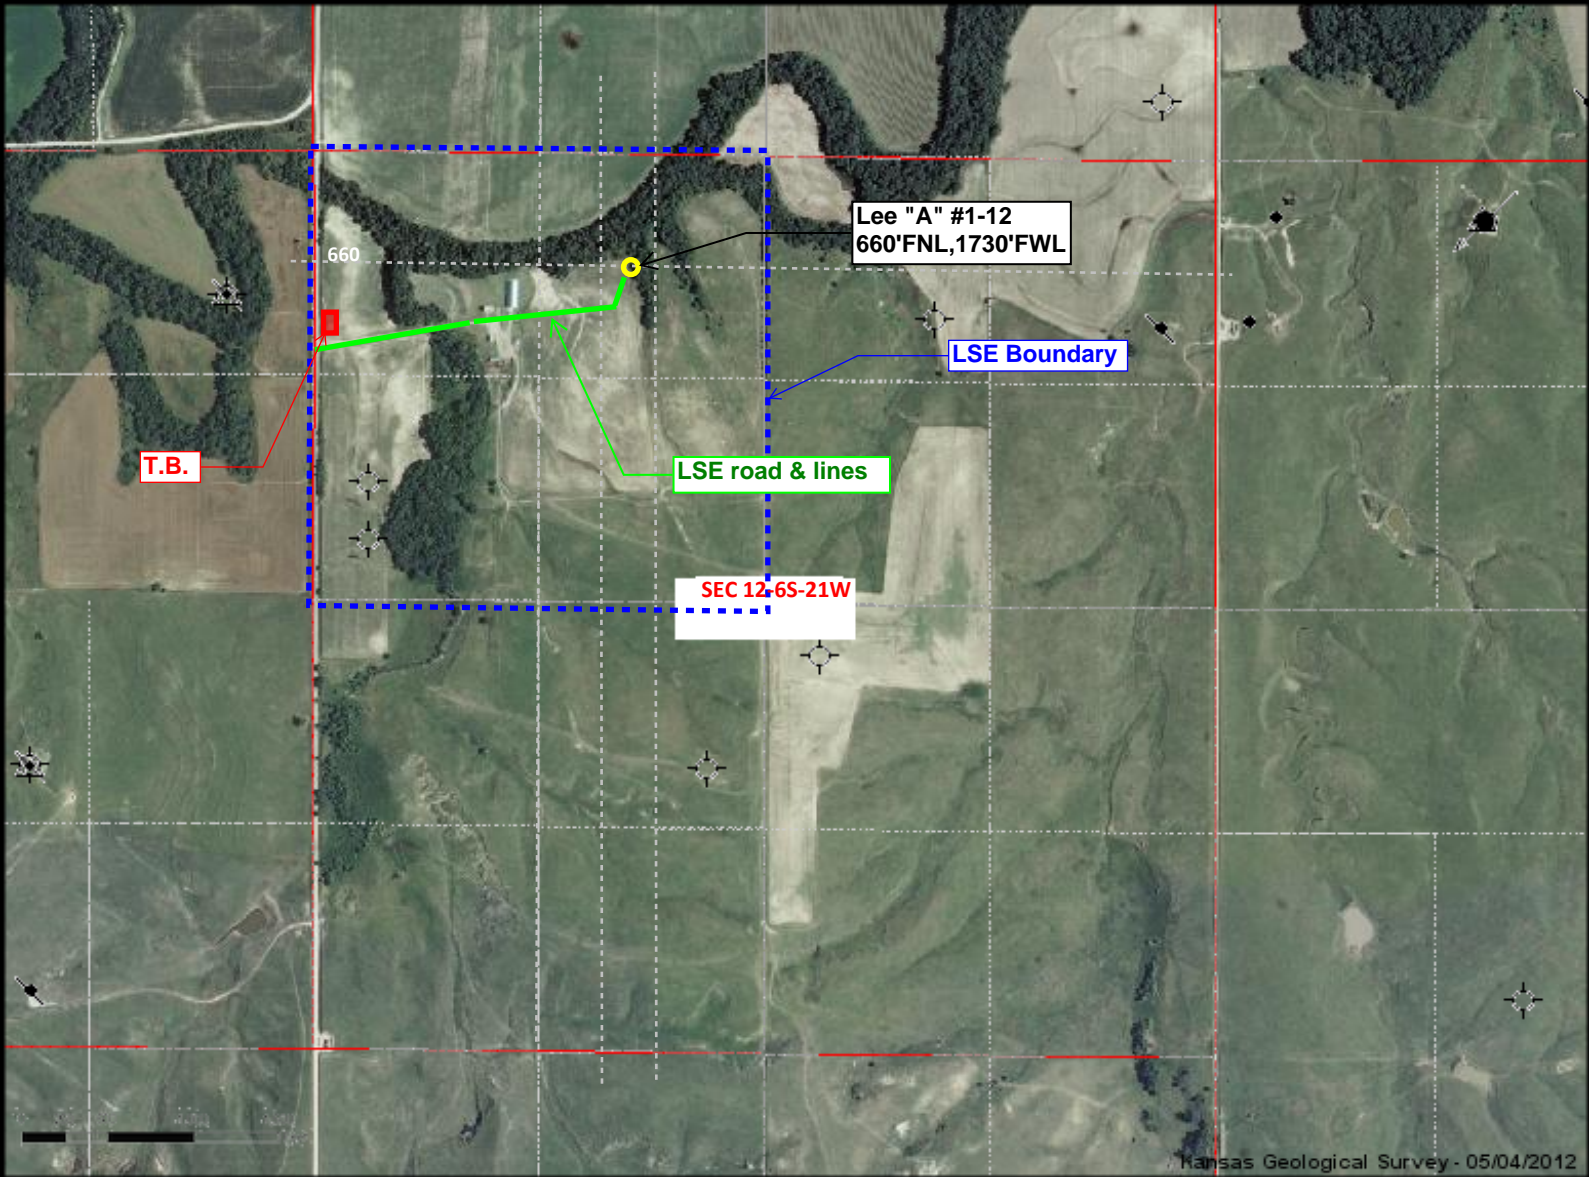 Lee "A" #1-12
660'FNL,1730'FWL
660
LSE Boundary
T.B.
LSE road & lines
SEC 12-6S-21W
Kansas Geological Survey - 05/04/2012